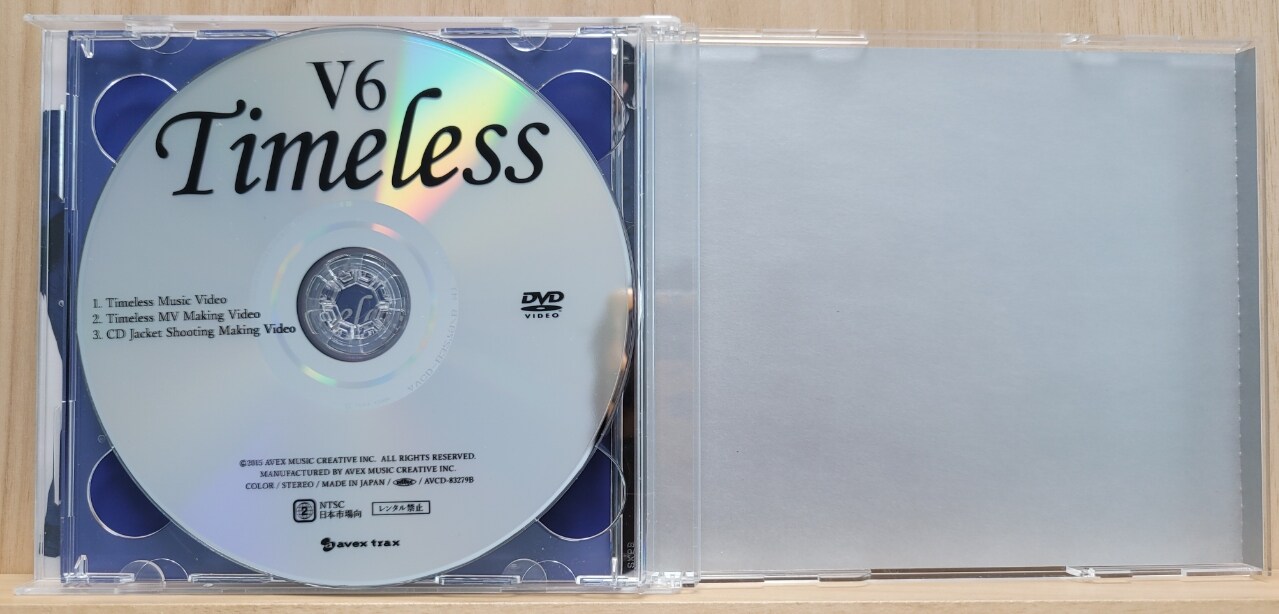 V6
Timeless
1. Timeless Music Video
2. Timeless MV Making Video
3. CD Jacket Shooting Making Video
DVD
VIDEO
©2015 AVEX MUSIC CREATIVE INC. ALL RIGHTS RESERVED.
MANUFACTURED BY AVEX MUSIC CREATIVE INC.
COLOR / STEREO / MADE IN JAPAN / / AVCD-83279B
2
NTSC
日本市場向
レンタル禁止
avex trax